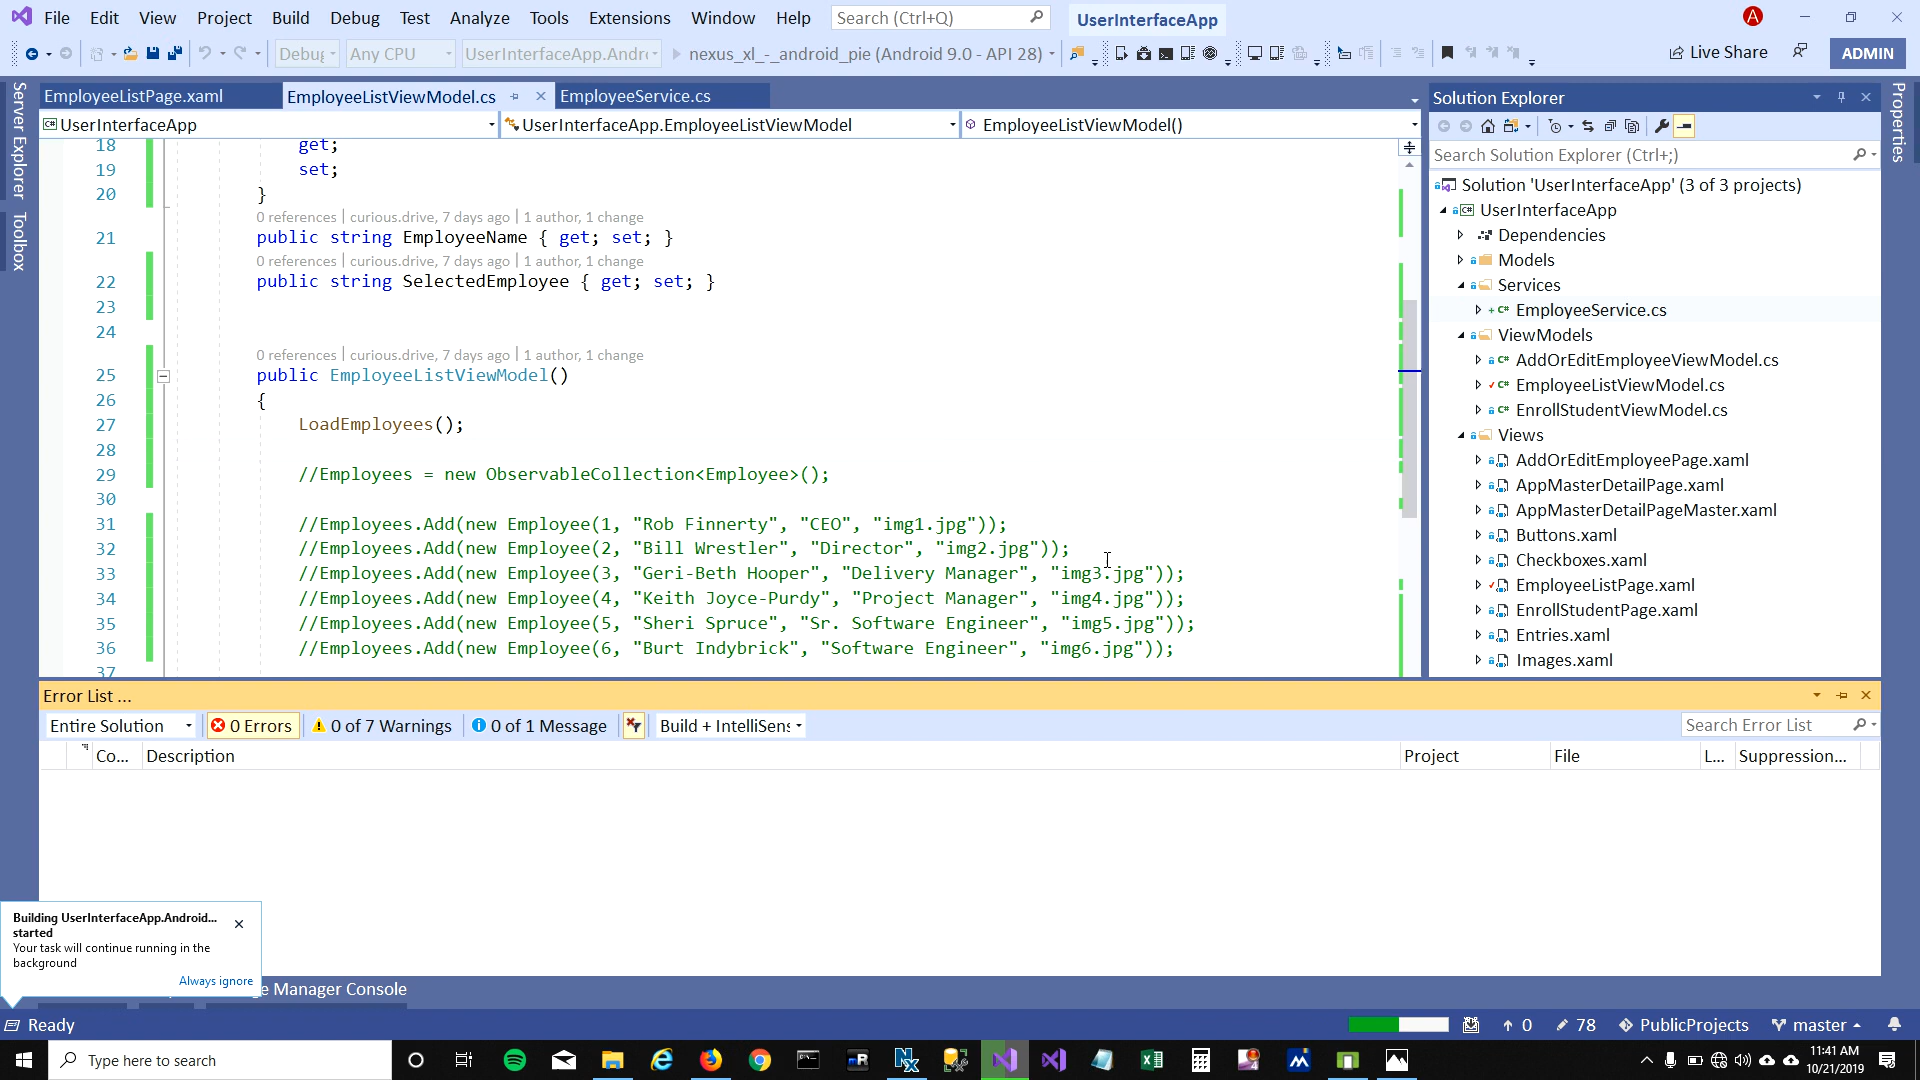 File Edit View Project Build Debug Test Analyze Tools Extensions Window Help Search (Ctrl+Q) UserInterfaceApp A
Debug Any CPU UserInterfaceApp.Andr nexus_xl_-_android_pie (Android 9.0 - API 28) Live Share ADMIN
Server Explorer
Toolbox
EmployeeListPage.xaml EmployeeListViewModel.cs EmployeeService.cs
UserInterfaceApp UserInterfaceApp.EmployeeListViewModel EmployeeListViewModel()
18 get;
19 set;
20 }
0 references | curious.drive, 7 days ago | 1 author, 1 change
21 public string EmployeeName { get; set; }
0 references | curious.drive, 7 days ago | 1 author, 1 change
22 public string SelectedEmployee { get; set; }
23
24
0 references | curious.drive, 7 days ago | 1 author, 1 change
25 public EmployeeListViewModel()
26 {
27 LoadEmployees();
28
29 //Employees = new ObservableCollection<Employee>();
30
31 //Employees.Add(new Employee(1, "Rob Finnerty", "CEO", "img1.jpg"));
32 //Employees.Add(new Employee(2, "Bill Wrestler", "Director", "img2.jpg"));
33 //Employees.Add(new Employee(3, "Geri-Beth Hooper", "Delivery Manager", "img3.jpg"));
34 //Employees.Add(new Employee(4, "Keith Joyce-Purdy", "Project Manager", "img4.jpg"));
35 //Employees.Add(new Employee(5, "Sheri Spruce", "Sr. Software Engineer", "img5.jpg"));
36 //Employees.Add(new Employee(6, "Burt Indybrick", "Software Engineer", "img6.jpg"));
37
Solution Explorer
Search Solution Explorer (Ctrl+;)
Solution 'UserInterfaceApp' (3 of 3 projects)
UserInterfaceApp
Dependencies
Models
Services
EmployeeService.cs
ViewModels
AddOrEditEmployeeViewModel.cs
EmployeeListViewModel.cs
EnrollStudentViewModel.cs
Views
AddOrEditEmployeePage.xaml
AppMasterDetailPage.xaml
AppMasterDetailPageMaster.xaml
Buttons.xaml
Checkboxes.xaml
EmployeeListPage.xaml
EnrollStudentPage.xaml
Entries.xaml
Images.xaml
Properties
Error List ...
Entire Solution 0 Errors 0 of 7 Warnings 0 of 1 Message Build + IntelliSens Search Error List
Co... Description Project File L... Suppression...
Building UserInterfaceApp.Android... started
Your task will continue running in the background
Always ignore
e Manager Console
Ready 0 78 PublicProjects master
Type here to search 11:41 AM
10/21/2019